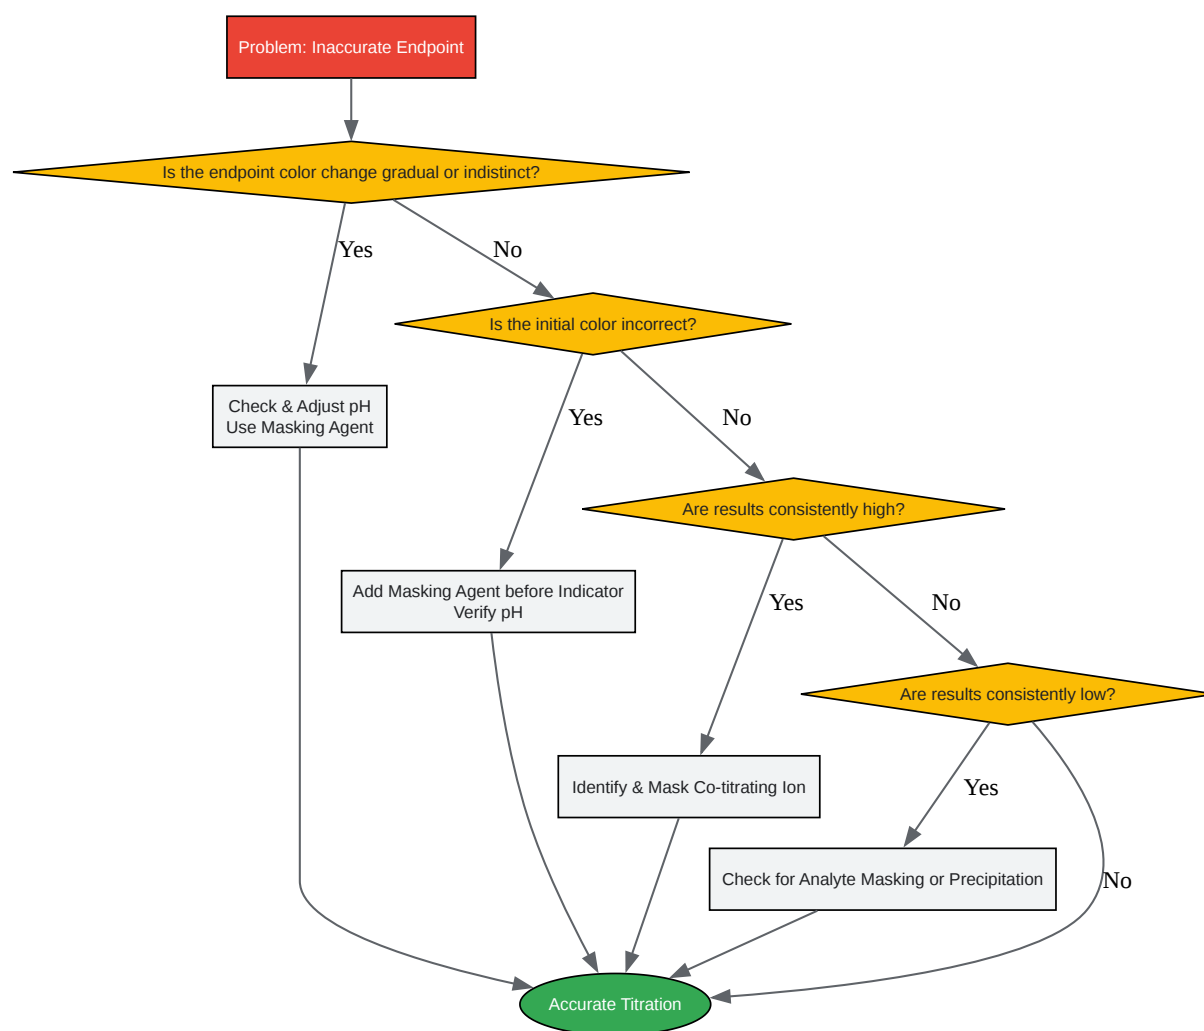 Problem: Inaccurate Endpoint
Is the endpoint color change gradual or indistinct?
Yes
No
Is the initial color incorrect?
Check & Adjust pH
Use Masking Agent
Yes
No
Are results consistently high?
Add Masking Agent before Indicator
Verify pH
Yes
No
Are results consistently low?
Identify & Mask Co-titrating Ion
Yes
Check for Analyte Masking or Precipitation
No
Accurate Titration